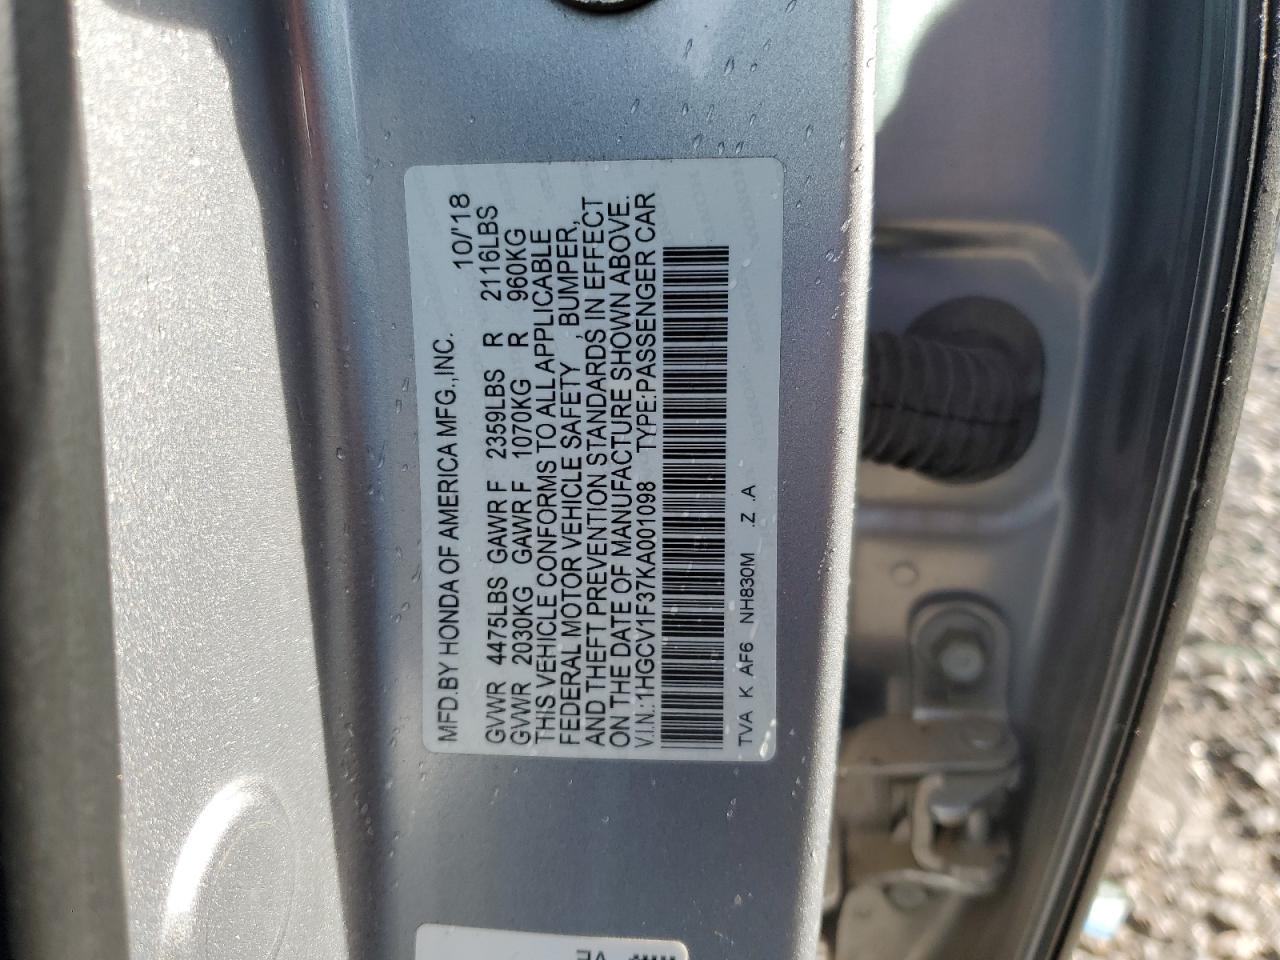 MFD.BY HONDA OF AMERICA MFG.,INC. 10/'18
GVWR 4475LBS GAWR F 2359LBS R 2116LBS
GVWR 2030KG GAWR F 1070KG R 960KG
THIS VEHICLE CONFORMS TO ALL APPLICABLE
FEDERAL MOTOR VEHICLE SAFETY , BUMPER,
AND THEFT PREVENTION STANDARDS IN EFFECT
ON THE DATE OF MANUFACTURE SHOWN ABOVE.
V.I.N.:1HGCV1F37KA001098 TYPE:PASSENGER CAR
TVA K AF6 NH830M .Z .A